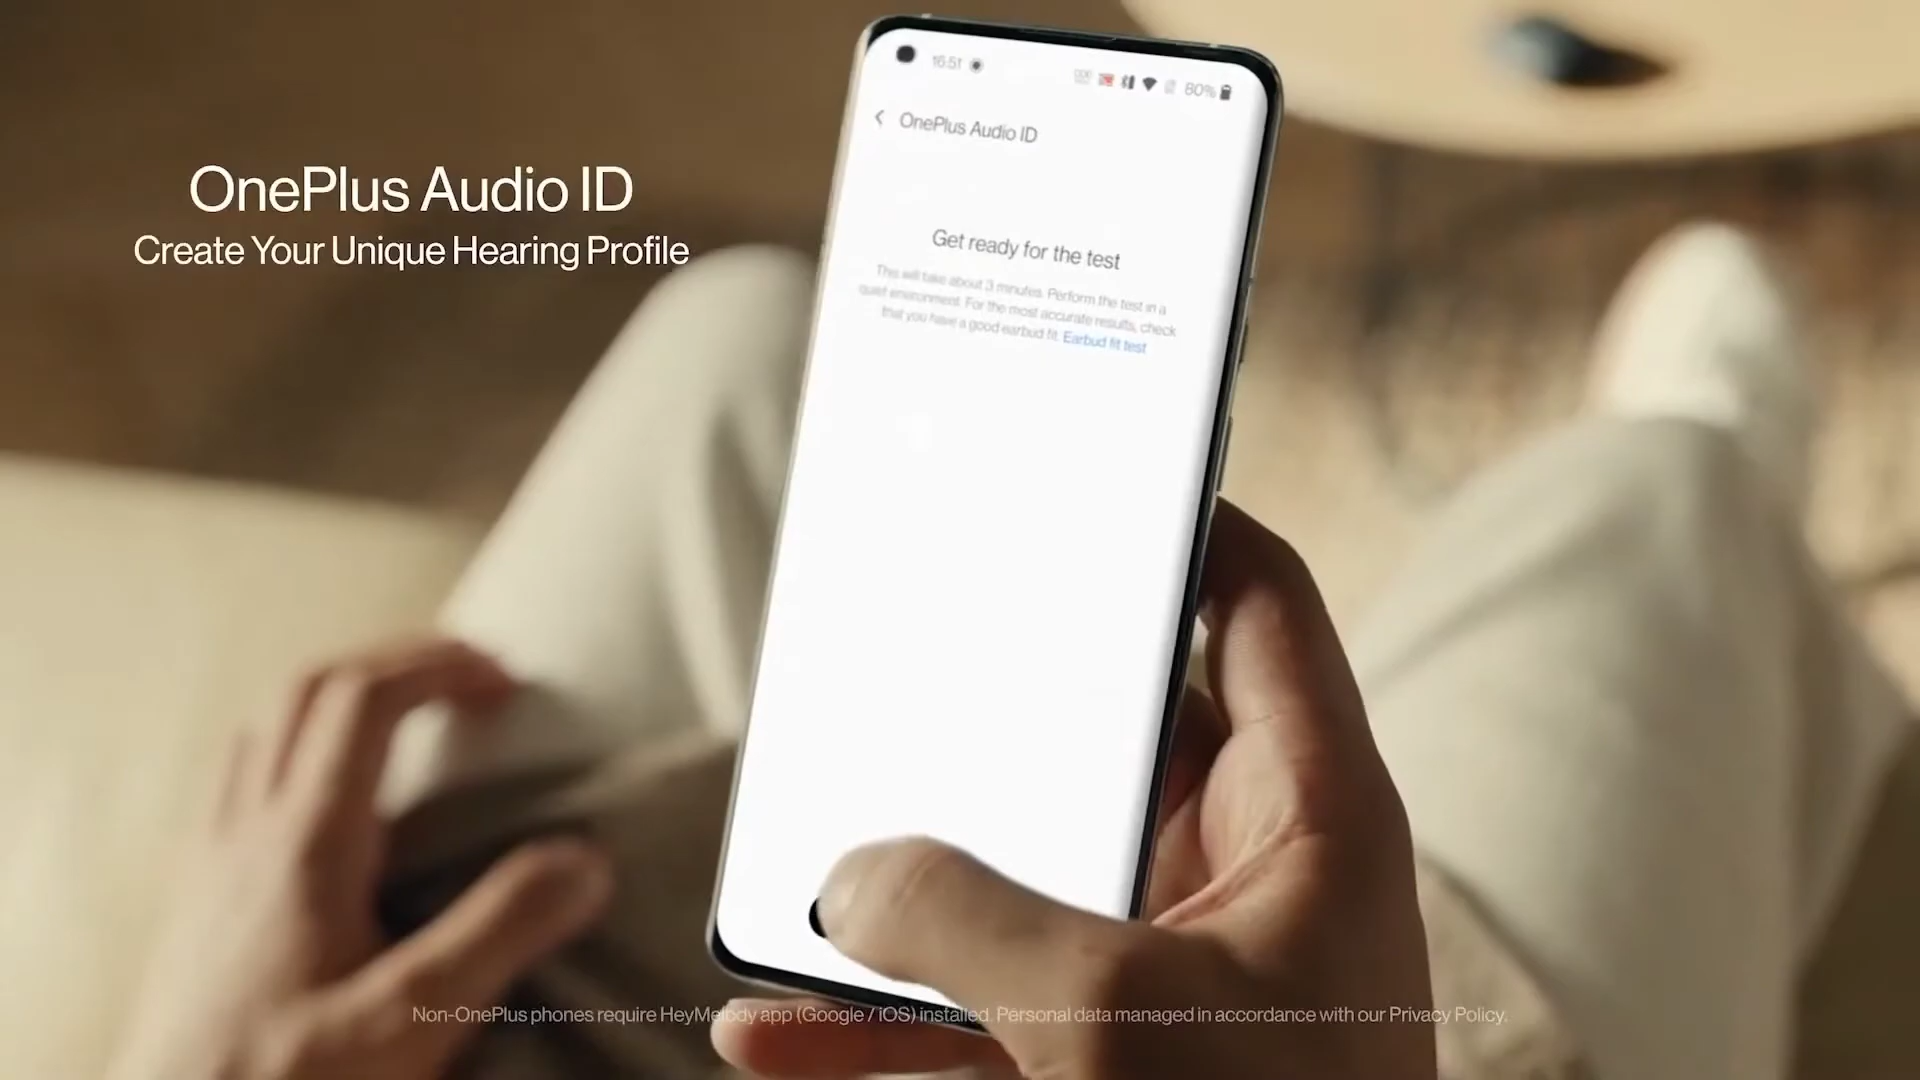 16:51
80%
OnePlus Audio ID
OnePlus Audio ID
Create Your Unique Hearing Profile
Get ready for the test
This will take about 3 minutes. Perform the test in a
quiet environment. For the most accurate results, check
that you have a good earbud fit. Earbud fit test
Non-OnePlus phones require HeyMelody app (Google / iOS) installed. Personal data managed in accordance with our Privacy Policy.